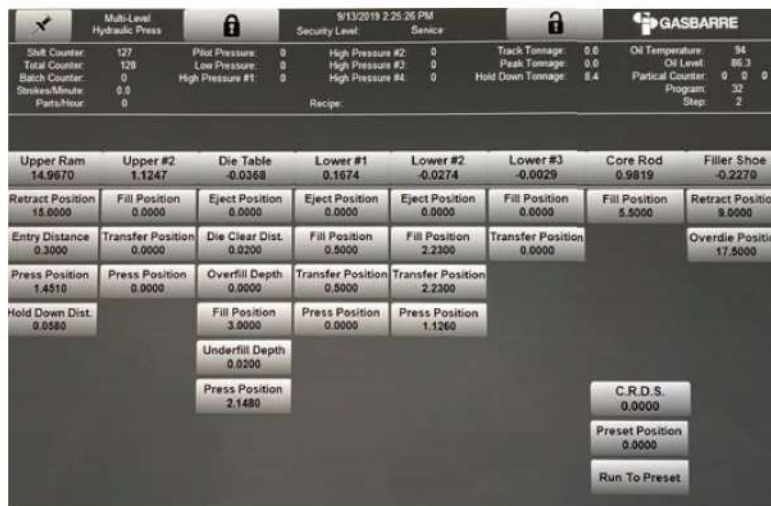 Multi-Level
Hydraulic Press
9/13/2019 2:25:26 PM
Security Level: Service
GASBARRE
Shift Counter: 127
Total Counter: 128
Batch Counter: 0
Strokes/Minute: 0.0
Parts/Hour: 0
Pilot Pressure: 0
Low Pressure: 0
High Pressure #1: 0
High Pressure #2: 0
High Pressure #3: 0
High Pressure #4: 0
Recipe:
Track Tonnage: 0.0
Peak Tonnage: 0.0
Hold Down Tonnage: 8.4
Oil Temperature: 94
Oil Level: 86.3
Partical Counter: 0 0 0
Program: 32
Step: 2
Upper Ram
14.9670
Retract Position
15.0000
Entry Distance
0.3000
Press Position
1.4510
Hold Down Dist.
0.0580
Upper #2
1.1247
Fill Position
0.0000
Transfer Position
0.0000
Press Position
0.0000
Die Table
-0.0368
Eject Position
0.0000
Die Clear Dist.
0.0200
Overfill Depth
0.0000
Fill Position
3.0000
Underfill Depth
0.0200
Press Position
2.1480
Lower #1
0.1674
Eject Position
0.0000
Fill Position
0.5000
Transfer Position
0.5000
Press Position
0.0000
Lower #2
-0.0274
Eject Position
0.0000
Fill Position
2.2300
Transfer Position
2.2300
Press Position
1.1260
Lower #3
-0.0029
Fill Position
0.0000
Transfer Position
0.0000
Core Rod
0.9819
Fill Position
5.5000
C.R.D.S.
0.0000
Preset Position
0.0000
Run To Preset
Filler Shoe
-0.2270
Retract Positio
9.0000
Overdie Positi
17.5000